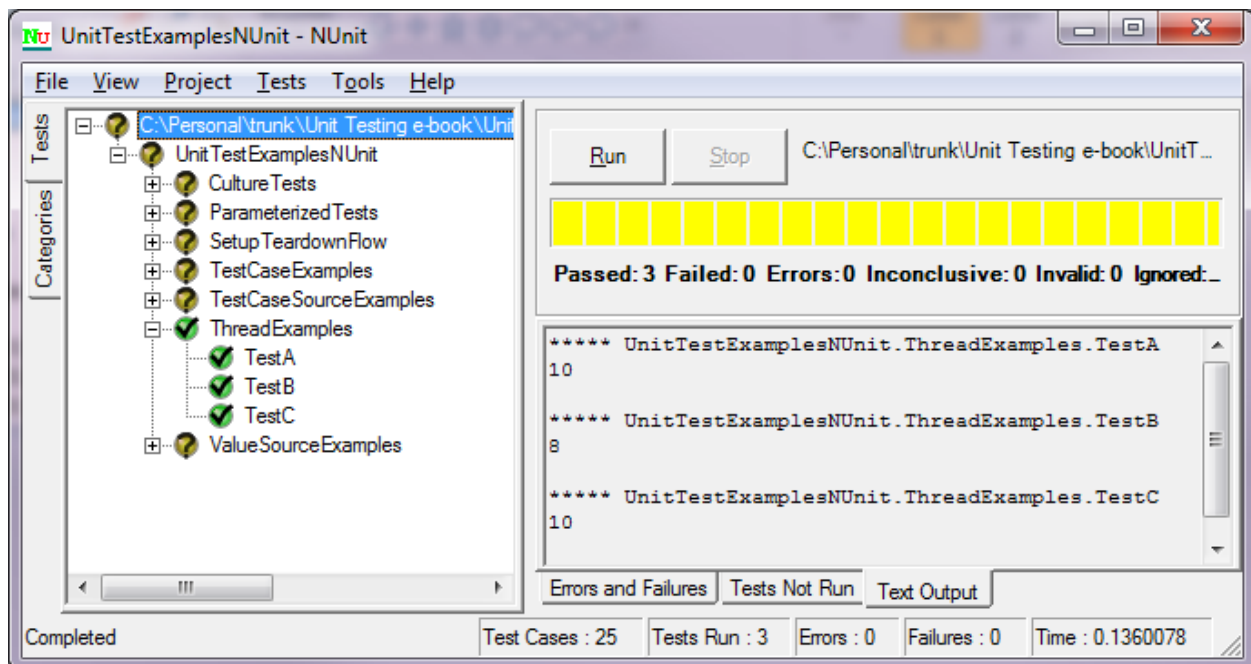 UnitTestExamplesNUnit - NUnit
File View Project Tests Tools Help
Tests
Categories
C:\Personal\trunk\Unit Testing e-book\Unit
UnitTestExamplesNUnit
CultureTests
ParameterizedTests
SetupTeardownFlow
TestCaseExamples
TestCaseSourceExamples
ThreadExamples
TestA
TestB
TestC
ValueSourceExamples
Run Stop C:\Personal\trunk\Unit Testing e-book\UnitT...
Passed: 3 Failed: 0 Errors: 0 Inconclusive: 0 Invalid: 0 Ignored:...
***** UnitTestExamplesNUnit.ThreadExamples.TestA
10
***** UnitTestExamplesNUnit.ThreadExamples.TestB
8
***** UnitTestExamplesNUnit.ThreadExamples.TestC
10
Errors and Failures Tests Not Run Text Output
Completed Test Cases : 25 Tests Run : 3 Errors : 0 Failures : 0 Time : 0.1360078